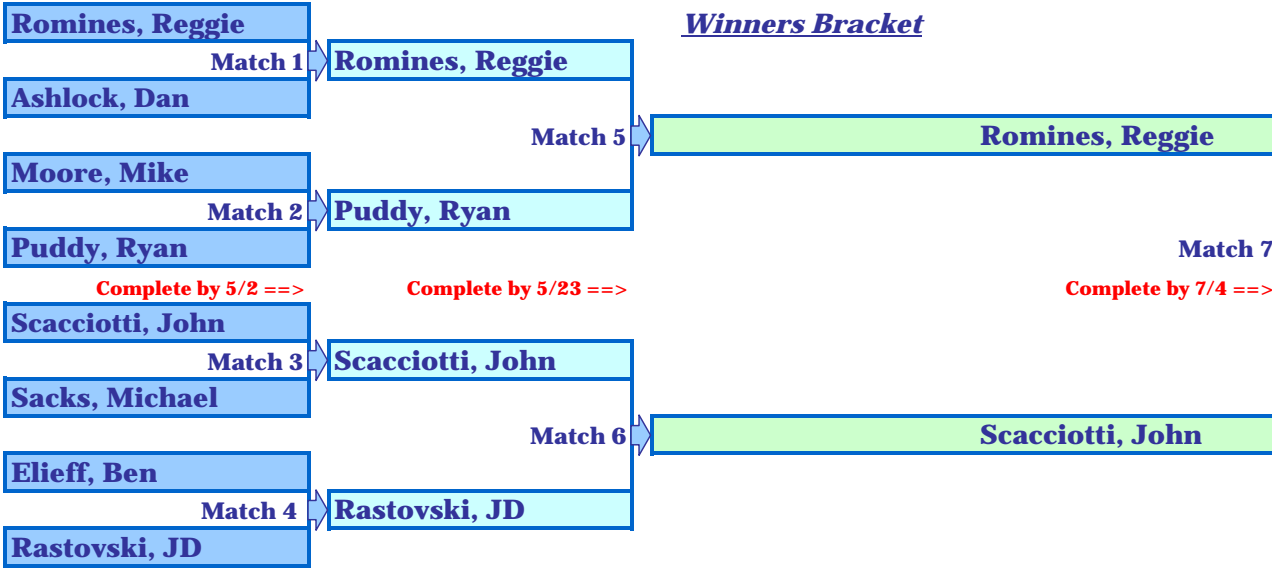 Romines, Reggie
Winners Bracket
Match 1
Romines, Reggie
Ashlock, Dan
Match 5
Romines, Reggie
Moore, Mike
Match 2
Puddy, Ryan
Puddy, Ryan
Match 7
Complete by 5/2 ==>
Complete by 5/23 ==>
Complete by 7/4 ==>
Scacciotti, John
Match 3
Scacciotti, John
Sacks, Michael
Match 6
Scacciotti, John
Elieff, Ben
Match 4
Rastovski, JD
Rastovski, JD